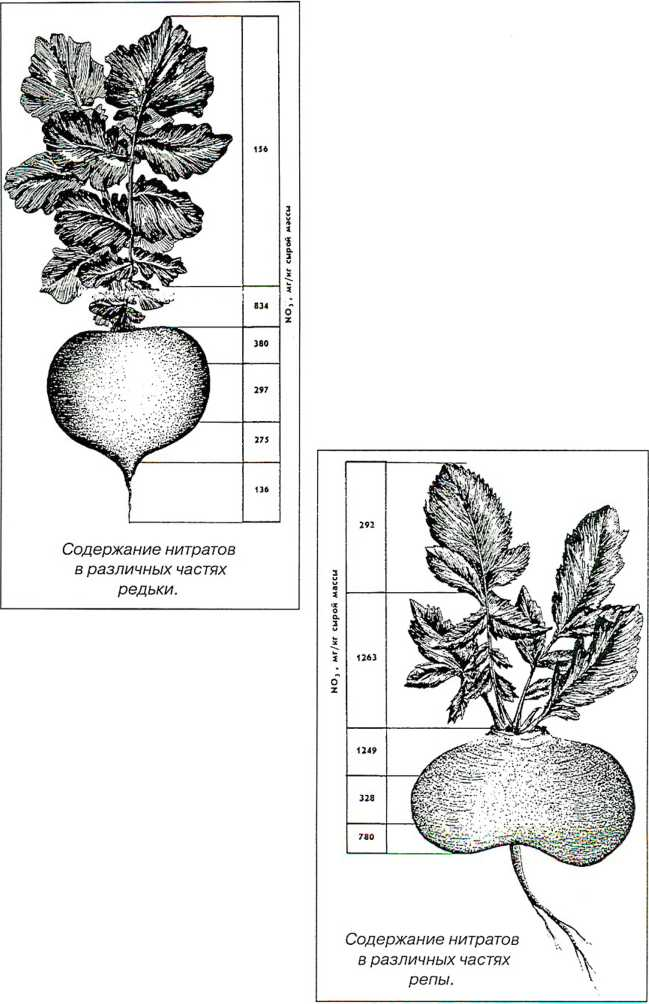 156
834
380
297
275
136
NO₃, мг/кг сырой массы
Содержание нитратов
в различных частях
редьки.
292
1263
1249
328
780
NO₃, мг/кг сырой массы
Содержание нитратов
в различных частях
репы.